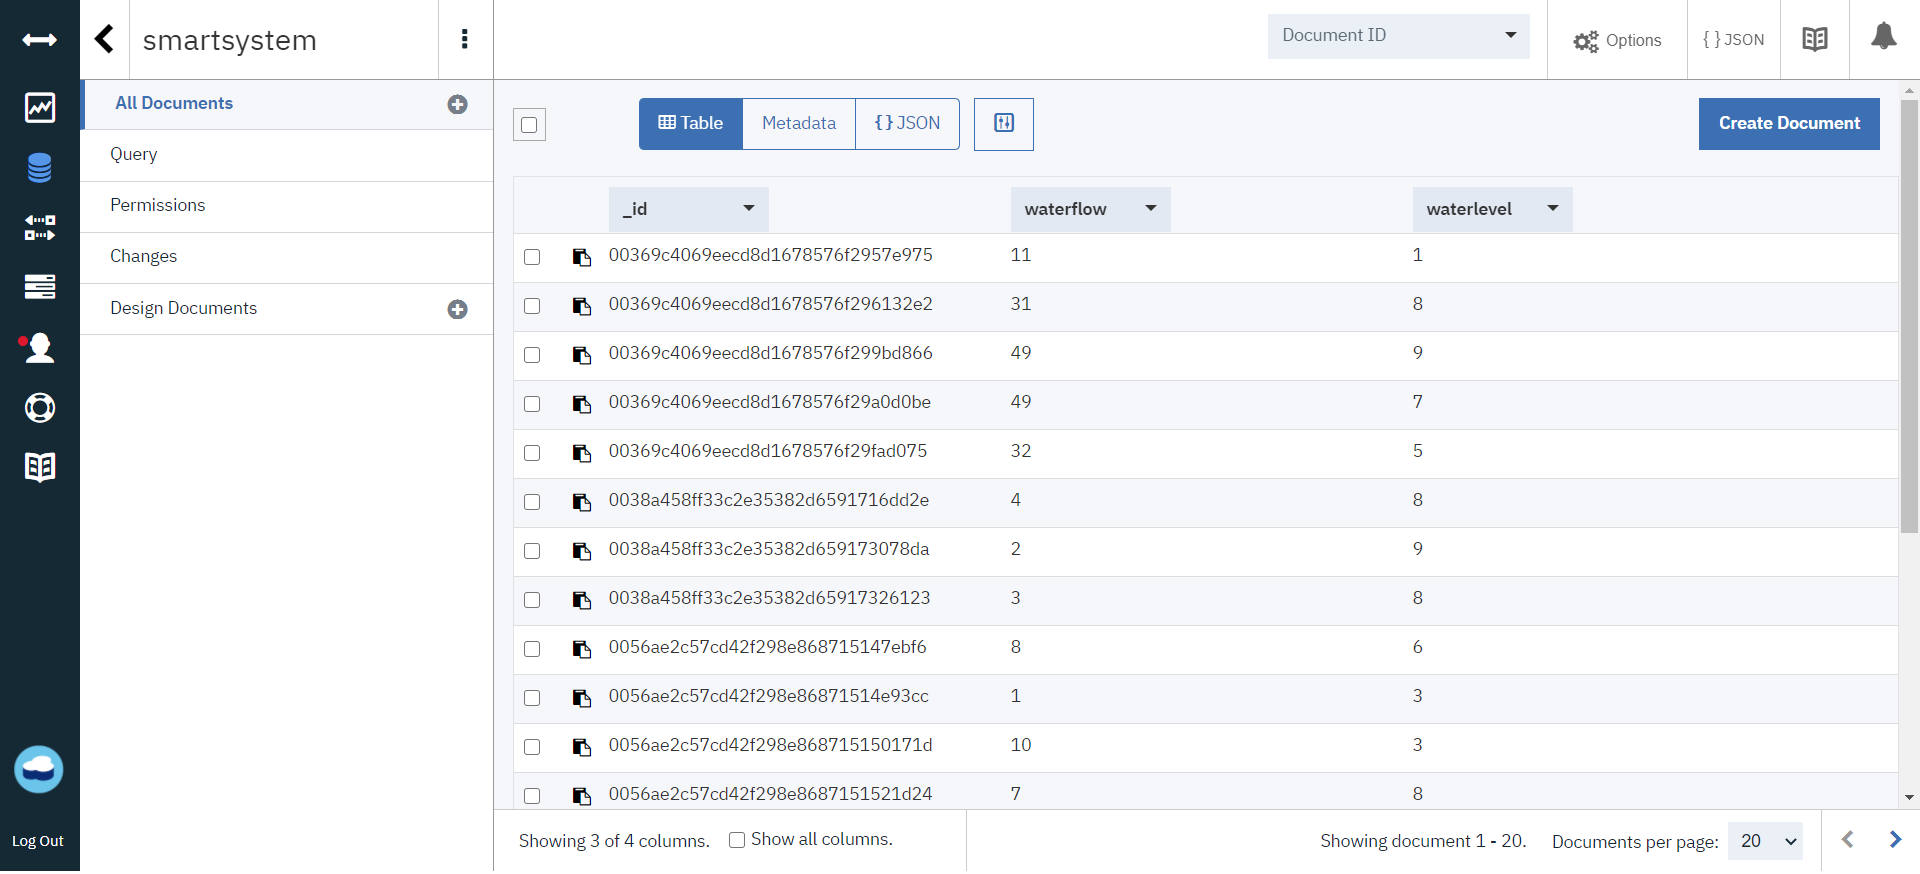 smartsystem
Document ID
Options
{ } JSON
All Documents
Query
Permissions
Changes
Design Documents
Log Out
Table
Metadata
{ } JSON
Create Document
_id waterflow waterlevel
00369c4069eecd8d1678576f2957e975 11 1
00369c4069eecd8d1678576f296132e2 31 8
00369c4069eecd8d1678576f299bd866 49 9
00369c4069eecd8d1678576f29a0d0be 49 7
00369c4069eecd8d1678576f29fad075 32 5
0038a458ff33c2e35382d6591716dd2e 4 8
0038a458ff33c2e35382d659173078da 2 9
0038a458ff33c2e35382d65917326123 3 8
0056ae2c57cd42f298e868715147ebf6 8 6
0056ae2c57cd42f298e86871514e93cc 1 3
0056ae2c57cd42f298e868715150171d 10 3
0056ae2c57cd42f298e8687151521d24 7 8
Showing 3 of 4 columns.
Show all columns.
Showing document 1 - 20.
Documents per page: 20